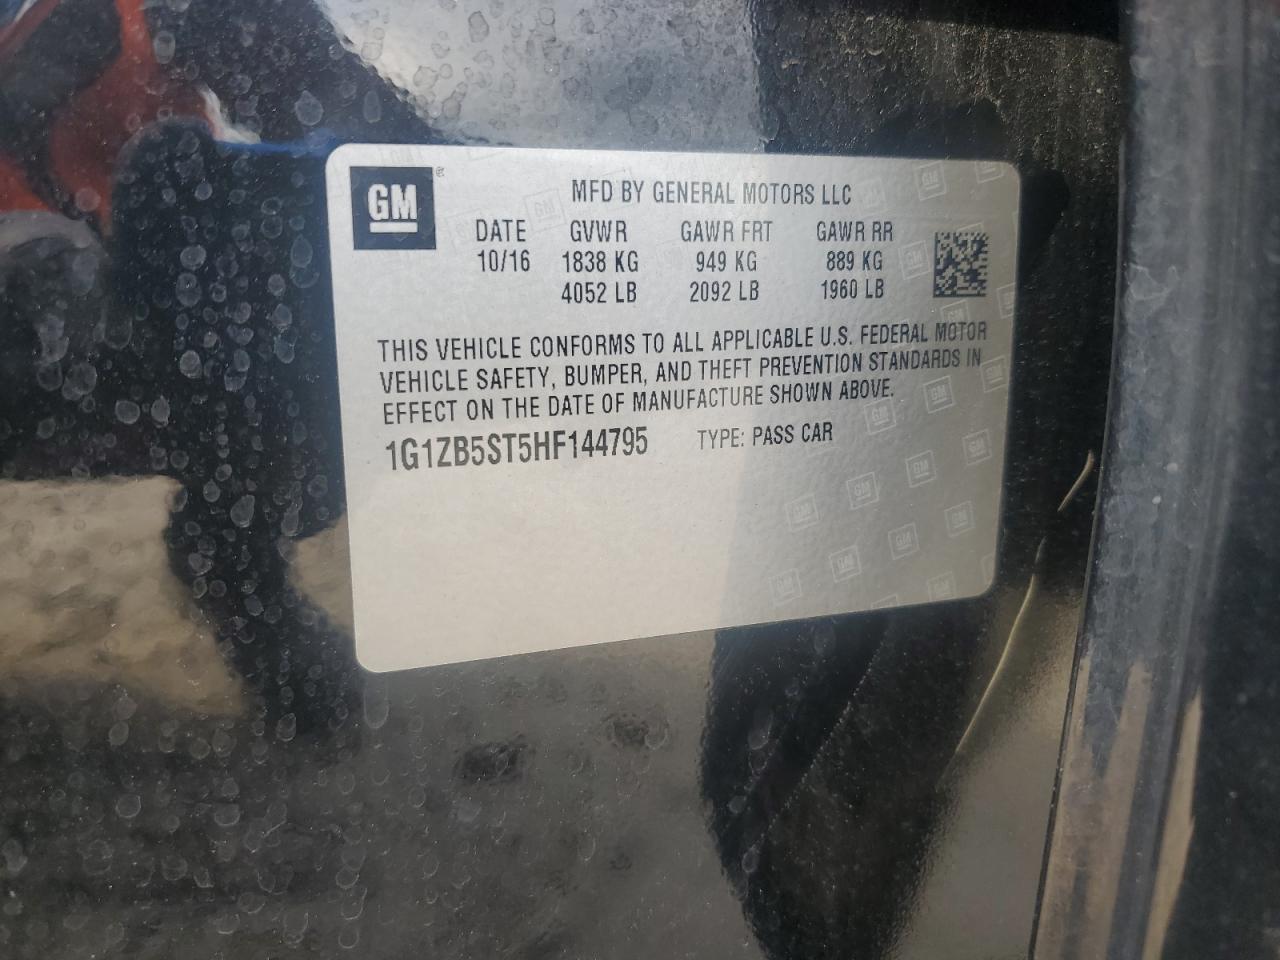 GM
MFD BY GENERAL MOTORS LLC
DATE GVWR GAWR FRT GAWR RR
10/16 1838 KG 949 KG 889 KG
4052 LB 2092 LB 1960 LB
THIS VEHICLE CONFORMS TO ALL APPLICABLE U.S. FEDERAL MOTOR
VEHICLE SAFETY, BUMPER, AND THEFT PREVENTION STANDARDS IN
EFFECT ON THE DATE OF MANUFACTURE SHOWN ABOVE.
1G1ZB5ST5HF144795 TYPE: PASS CAR